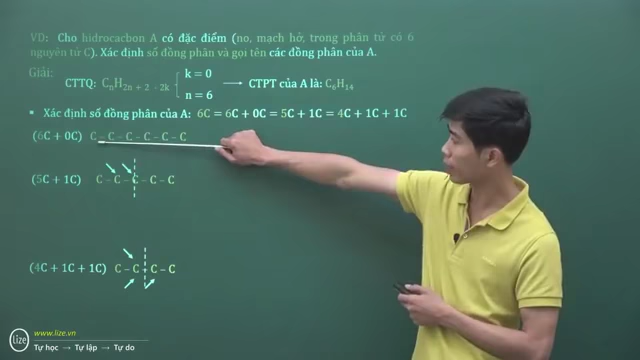 VD: Cho hidrocacbon A có đặc điểm (no, mạch hở, trong phân tử có 6
nguyên tử C). Xác định số đồng phân và gọi tên các đồng phân của A.
Giải:
CTTQ: CₙH₂ₙ₊₂₋₂ₖ { k = 0
n = 6
→ CTPT của A là: C₆H₁₄
▪ Xác định số đồng phân của A: 6C = 6C + 0C = 5C + 1C = 4C + 1C + 1C
(6C + 0C) C – C – C – C – C – C
(5C + 1C) C – C – C – C – C
(4C + 1C + 1C) C – C – C – C
lize
www.lize.vn
Tự học → Tự lập → Tự do